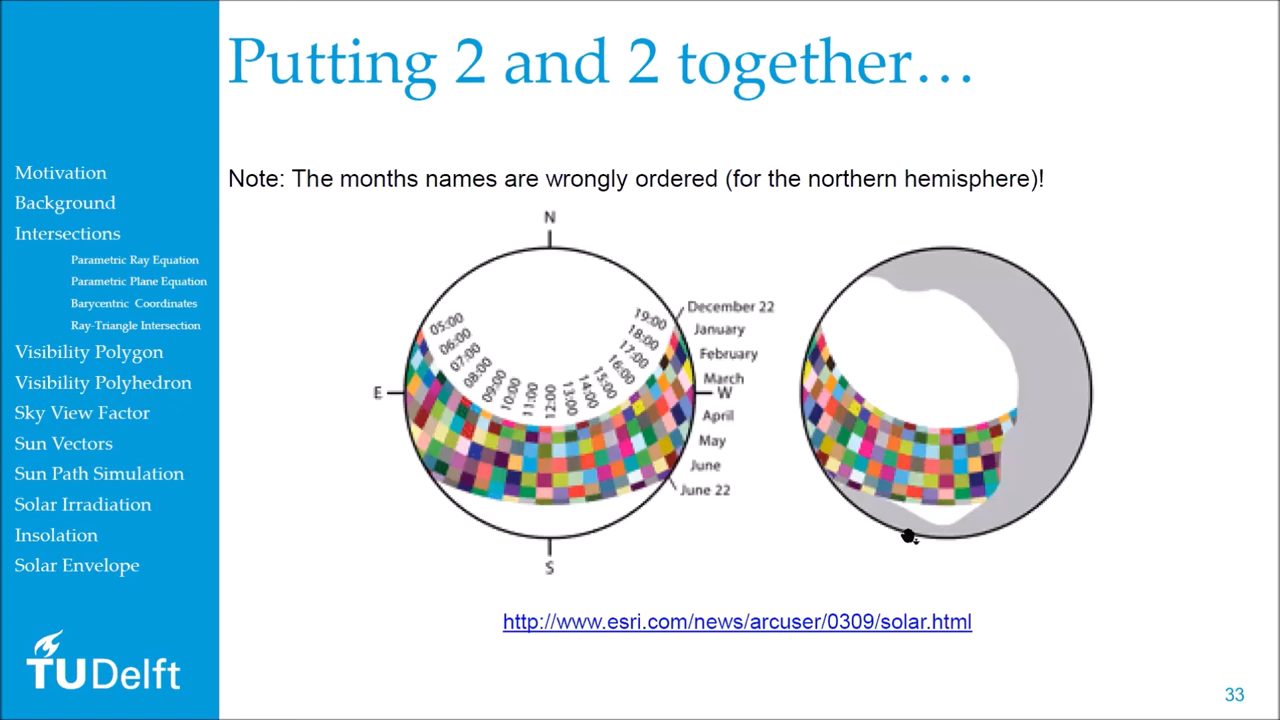 Putting 2 and 2 together…
Motivation
Background
Intersections
Parametric Ray Equation
Parametric Plane Equation
Barycentric Coordinates
Ray-Triangle Intersection
Visibility Polygon
Visibility Polyhedron
Sky View Factor
Sun Vectors
Sun Path Simulation
Solar Irradiation
Insolation
Solar Envelope
TUDelft
Note: The months names are wrongly ordered (for the northern hemisphere)!
N
E
W
S
05:00
06:00
07:00
08:00
09:00
10:00
11:00
12:00
13:00
14:00
15:00
16:00
17:00
18:00
19:00
December 22
January
February
March
April
May
June
June 22
http://www.esri.com/news/arcuser/0309/solar.html
33